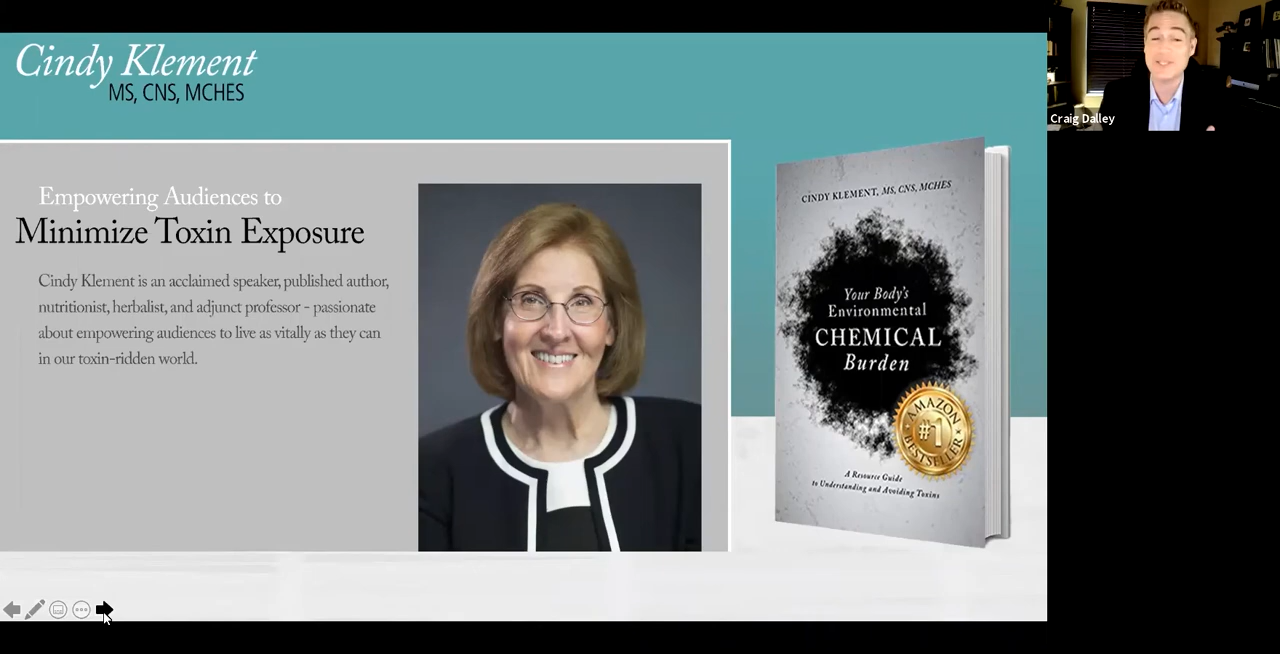 Cindy Klement
MS, CNS, MCHES
Empowering Audiences to
Minimize Toxin Exposure
Cindy Klement is an acclaimed speaker, published author,
nutritionist, herbalist, and adjunct professor - passionate
about empowering audiences to live as vitally as they can
in our toxin-ridden world.
CINDY KLEMENT, MS, CNS, MCHES
Your Body's
Environmental
CHEMICAL
Burden
AMAZON
#1
BESTSELLER
A Resource Guide
to Understanding and Avoiding Toxins
Craig Dalley